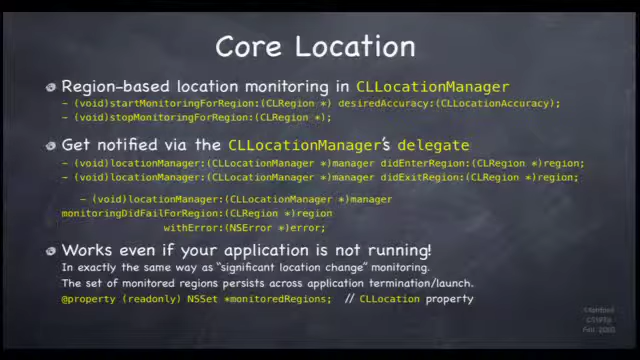 Core Location
Region-based location monitoring in CLLocationManager
- (void)startMonitoringForRegion:(CLRegion *) desiredAccuracy:(CLLocationAccuracy);
- (void)stopMonitoringForRegion:(CLRegion *);
Get notified via the CLLocationManager's delegate
- (void)locationManager:(CLLocationManager *)manager didEnterRegion:(CLRegion *)region;
- (void)locationManager:(CLLocationManager *)manager didExitRegion:(CLRegion *)region;
- (void)locationManager:(CLLocationManager *)manager
monitoringDidFailForRegion:(CLRegion *)region
withError:(NSError *)error;
Works even if your application is not running!
In exactly the same way as "significant location change" monitoring.
The set of monitored regions persists across application termination/launch.
@property (readonly) NSSet *monitoredRegions; // CLLocation property
Stanford
Fall 2010